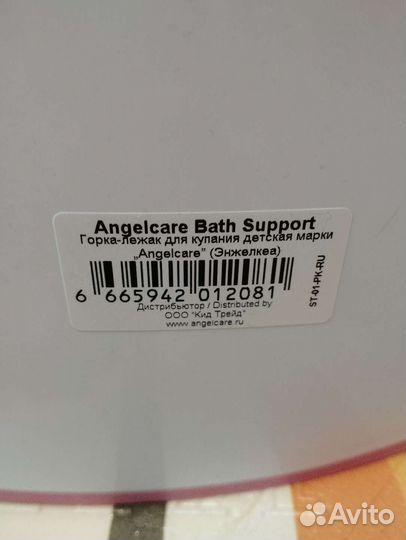 Angelcare Bath Support
Горка-лежак для купания детская марки
„Angelcare" (Энжелкеа)
6 665942 012081
Дистрибьютор / Distributed by
ООО "Кид Трейд"
www.angelcare.ru
ST-01-PK-RU
Avito